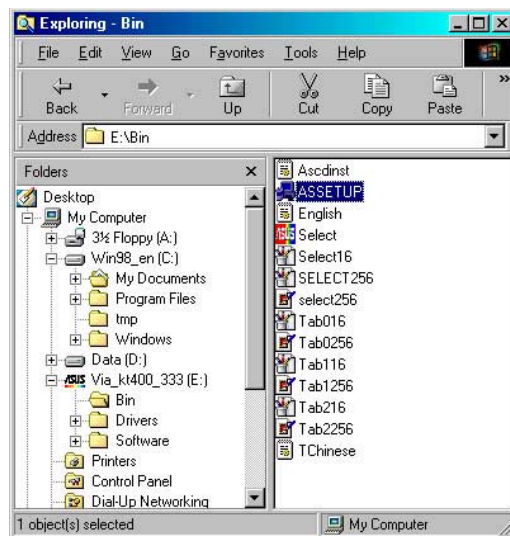 Exploring - Bin
File Edit View Go Favorites Tools Help
Back Forward Up Cut Copy Paste »
Address E:\Bin
Folders
Desktop
My Computer
3½ Floppy (A:)
Win98_en (C:)
My Documents
Program Files
tmp
Windows
Data (D:)
ASUS Via_kt400_333 (E:)
Bin
Drivers
Software
Printers
Control Panel
Dial-Up Networking
Ascdinst
ASSETUP
English
Select
Select16
SELECT256
select256
Tab016
Tab0256
Tab116
Tab1256
Tab216
Tab2256
TChinese
1 object(s) selected
My Computer